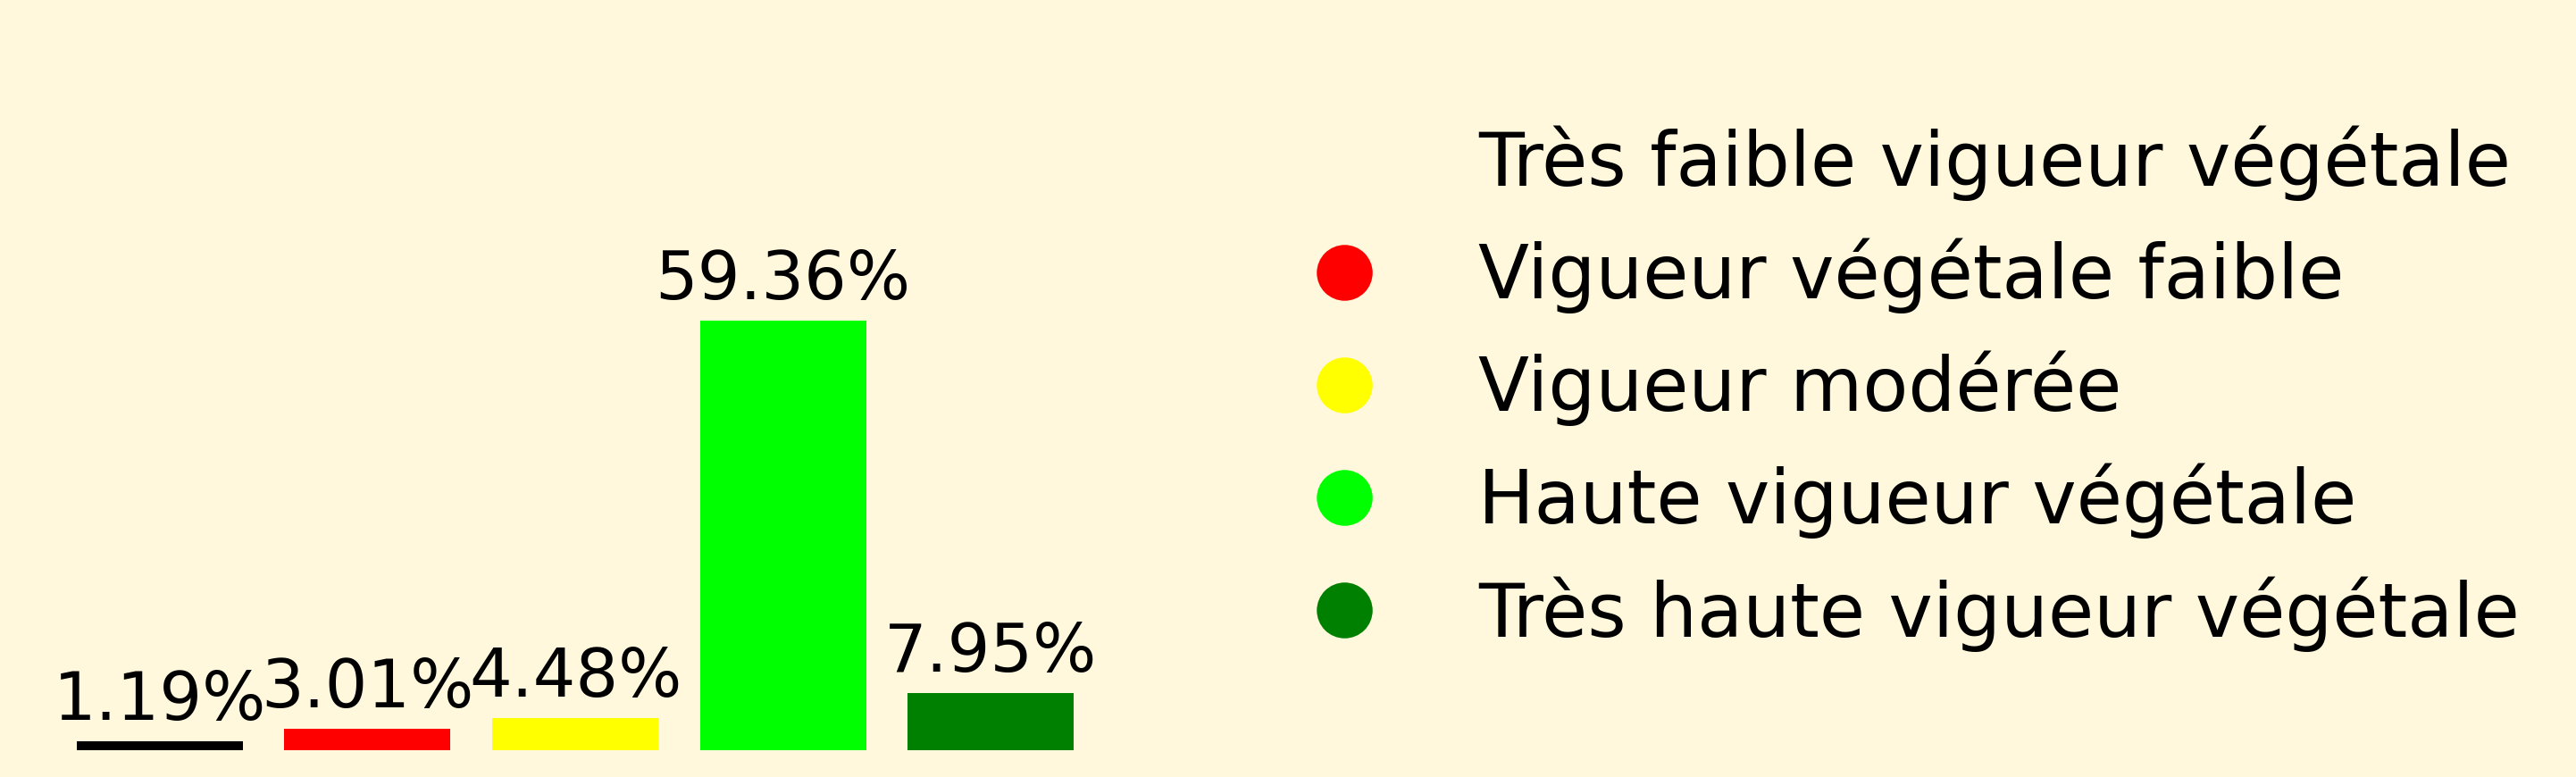 1.19%
3.01%
4.48%
59.36%
7.95%
Très faible vigueur végétale
Vigueur végétale faible
Vigueur modérée
Haute vigueur végétale
Très haute vigueur végétale